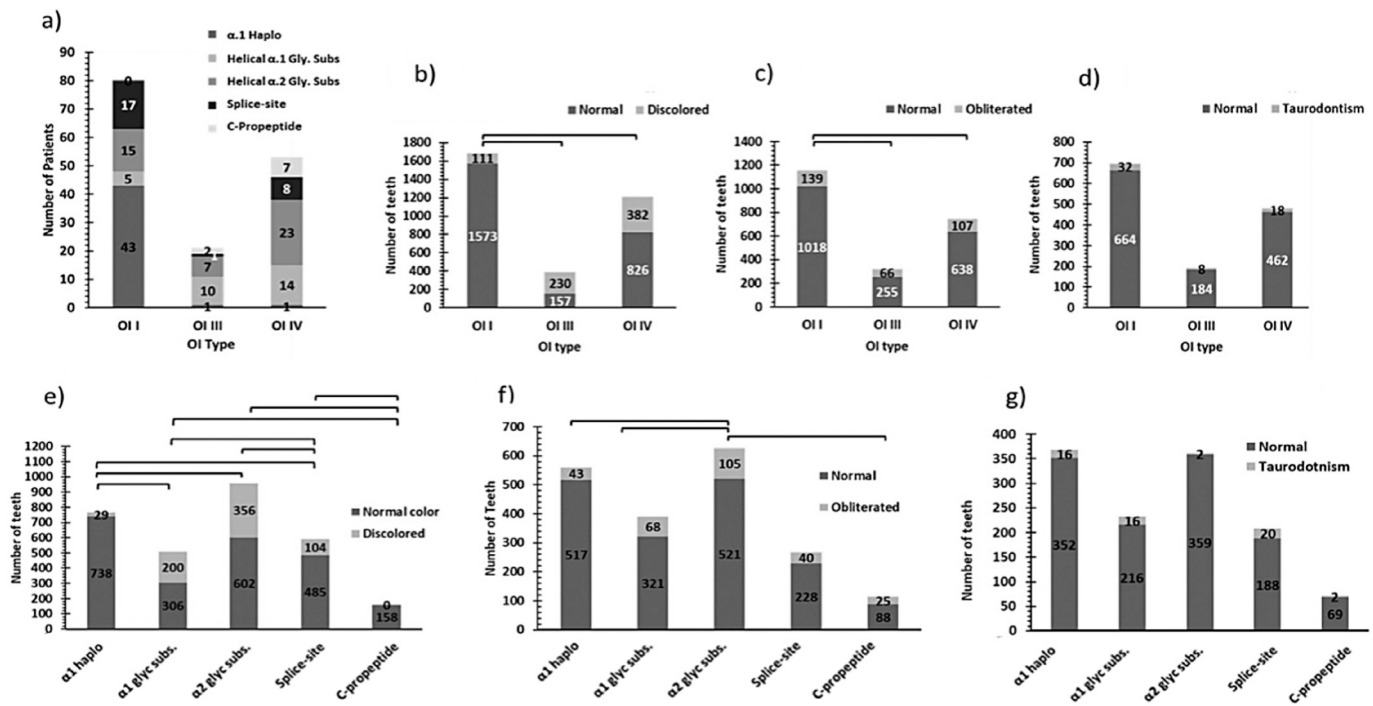 a)
α.1 Haplo
Helical α.1 Gly. Subs
Helical α.2 Gly. Subs
Splice-site
C-Propeptide
Number of Patients
90
80
70
60
50
40
30
20
10
0
0
17
15
5
43
2
1
7
10
1
7
8
23
14
1
OI I OI III OI IV
OI Type
b)
Normal Discolored
Number of teeth
1800
1600
1400
1200
1000
800
600
400
200
0
111
1573
230
157
382
826
OI I OI III OI IV
OI type
c)
Normal Obliterated
Number of teeth
1400
1200
1000
800
600
400
200
0
139
1018
66
255
107
638
OI I OI III OI IV
OI type
d)
Normal Taurodontism
Number of teeth
800
700
600
500
400
300
200
100
0
32
664
8
184
18
462
OI I OI III OI IV
OI type
e)
Normal color
Discolored
Number of teeth
1200
1100
1000
900
800
700
600
500
400
300
200
100
0
29
738
200
306
356
602
104
485
0
158
α1 haplo
α1 glyc subs.
α2 glyc subs.
Splice-site
C-propeptide
f)
Normal
Obliterated
Number of Teeth
700
600
500
400
300
200
100
0
43
517
68
321
105
521
40
228
25
88
α1 haplo
α1 glyc subs.
α2 glyc subs.
Splice-site
C-propeptide
g)
Normal
Taurodotnism
Number of teeth
400
350
300
250
200
150
100
50
0
16
352
16
216
2
359
20
188
2
69
α1 haplo
α1 glyc subs.
α2 glyc subs.
Splice-site
C-propeptide